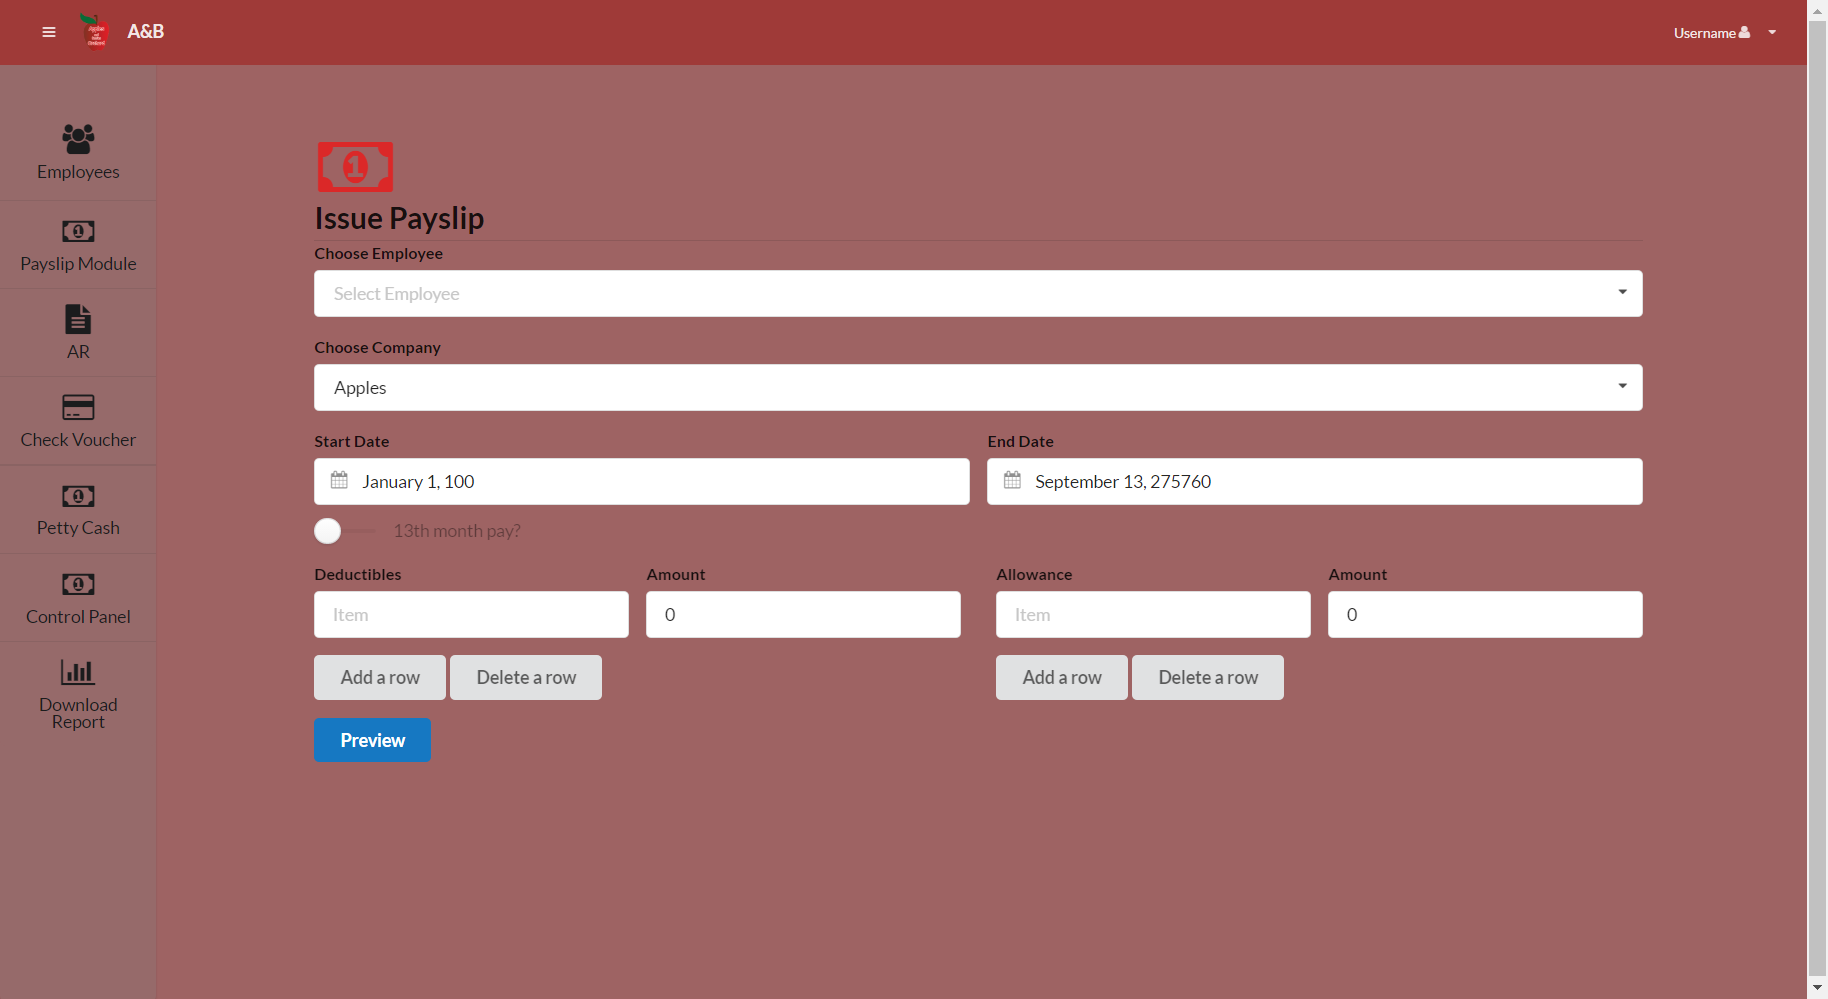 A&B
Username
Employees
Payslip Module
AR
Check Voucher
Petty Cash
Control Panel
Download
Report
Issue Payslip
Choose Employee
Select Employee
Choose Company
Apples
Start Date End Date
January 1, 100 September 13, 275760
13th month pay?
Deductibles Amount Allowance Amount
Item 0 Item 0
Add a row Delete a row Add a row Delete a row
Preview